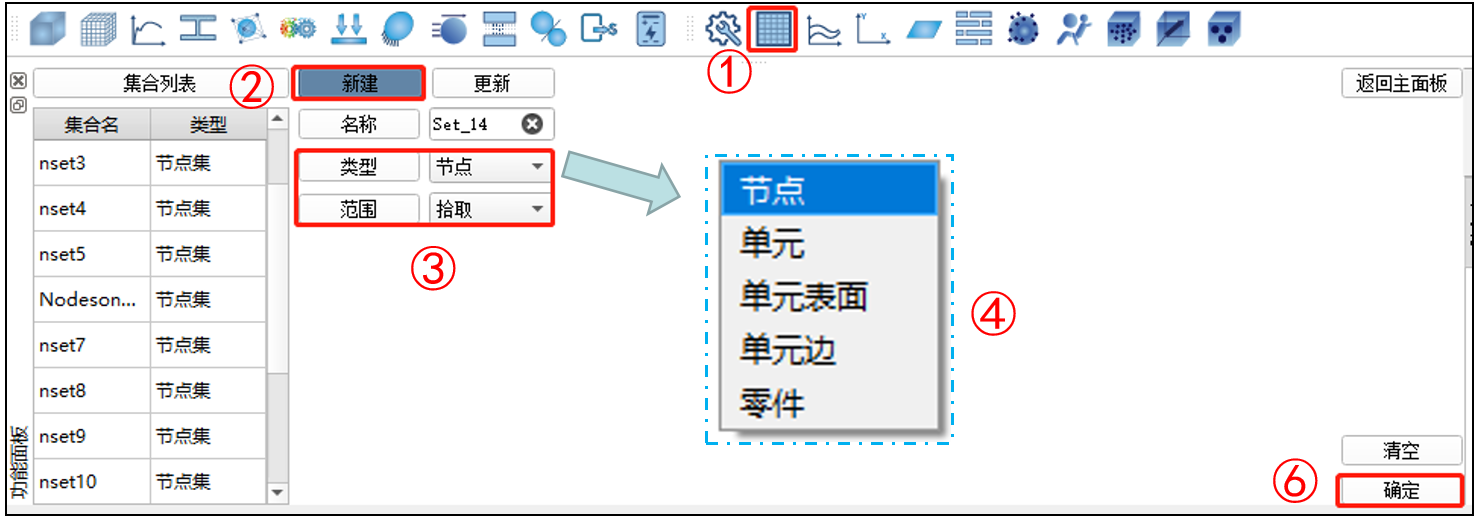 ①
集合列表 ② 新建 更新 返回主面板
集合名 类型 名称 Set_14
nset3 节点集 类型 节点
nset4 节点集 范围 拾取
nset5 节点集 ③
Nodeson... 节点集
nset7 节点集
nset8 节点集
nset9 节点集
nset10 节点集
功能面板
节点
单元
单元表面
单元边
零件
④
清空
⑥ 确定